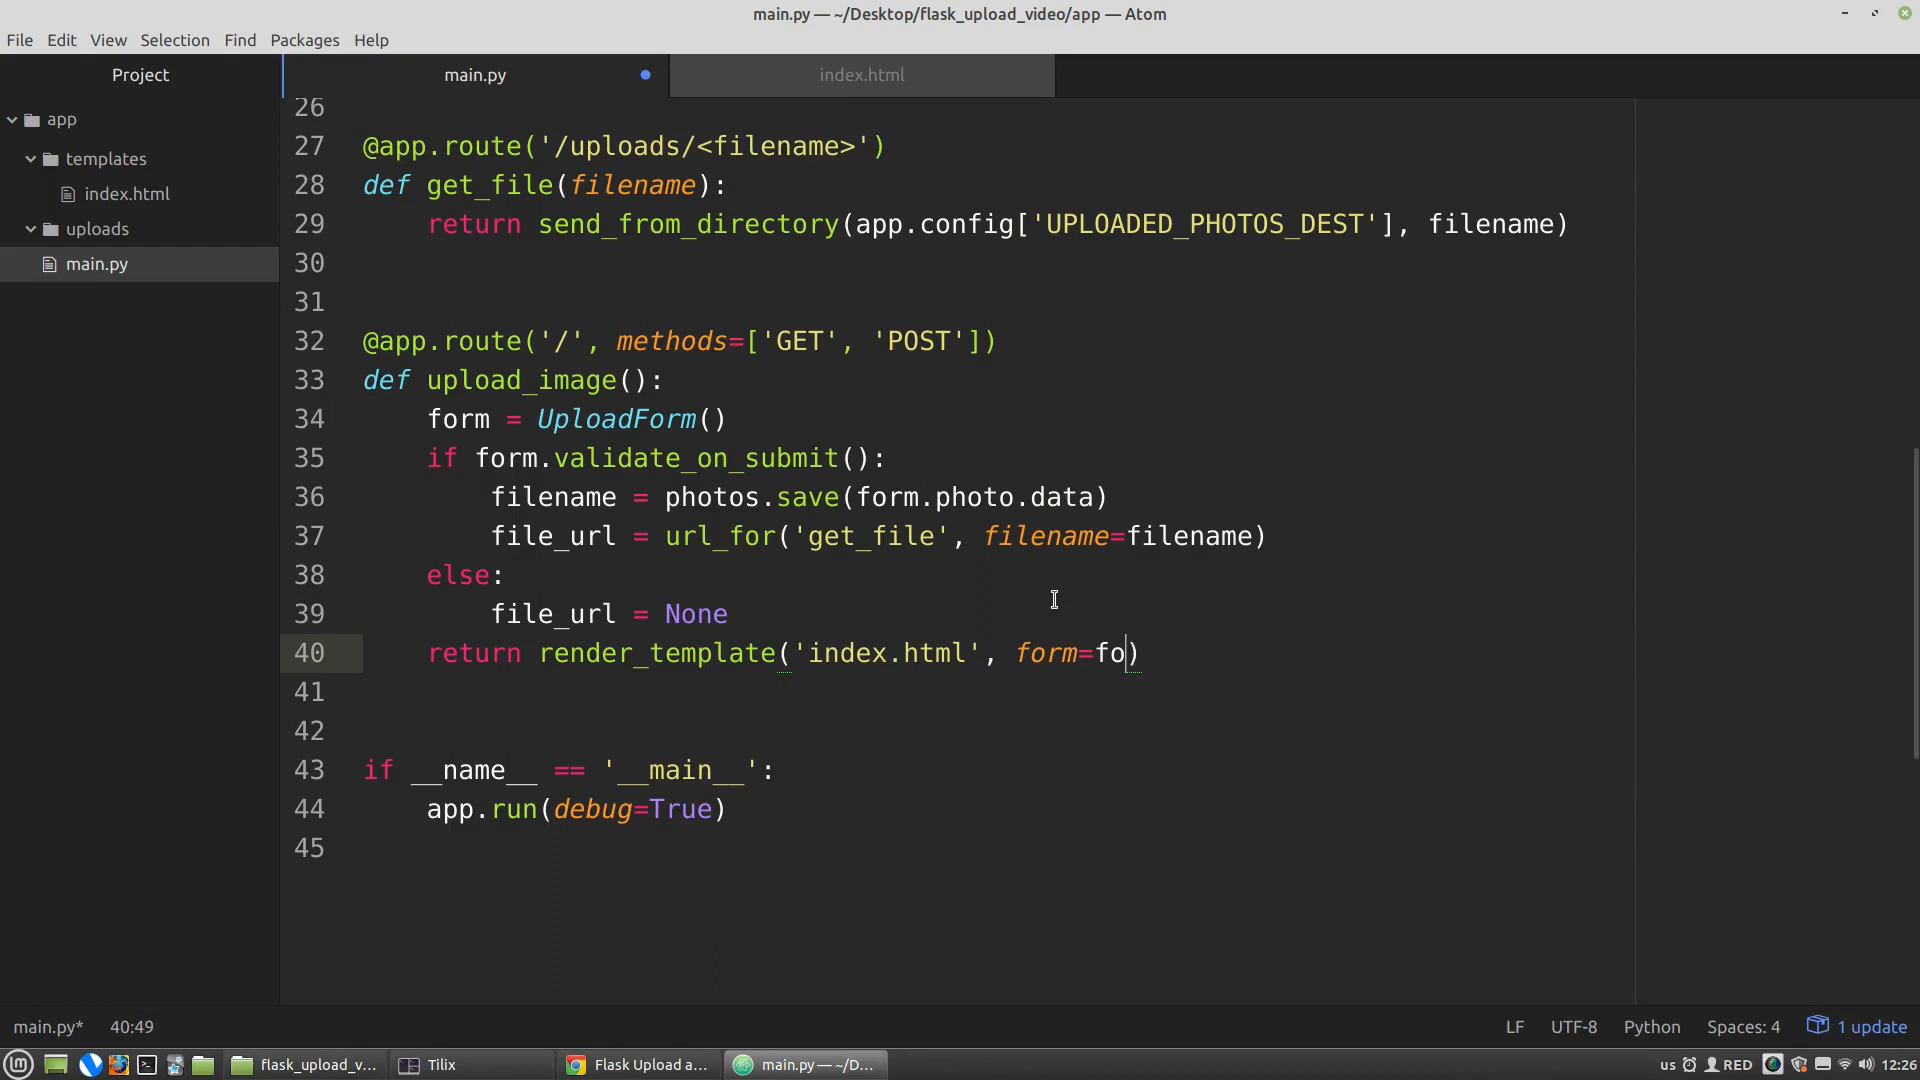 main.py — ~/Desktop/flask_upload_video/app — Atom
File Edit View Selection Find Packages Help
Project
main.py
index.html
app
templates
index.html
uploads
main.py
26
27 @app.route('/uploads/<filename>')
28 def get_file(filename):
29     return send_from_directory(app.config['UPLOADED_PHOTOS_DEST'], filename)
30
31
32 @app.route('/', methods=['GET', 'POST'])
33 def upload_image():
34     form = UploadForm()
35     if form.validate_on_submit():
36         filename = photos.save(form.photo.data)
37         file_url = url_for('get_file', filename=filename)
38     else:
39         file_url = None
40     return render_template('index.html', form=fo)
41
42
43 if __name__ == '__main__':
44     app.run(debug=True)
45
main.py* 40:49 LF UTF-8 Python Spaces: 4 1 update
flask_upload_v... Tilix Flask Upload a... main.py — ~/D... us RED 12:26